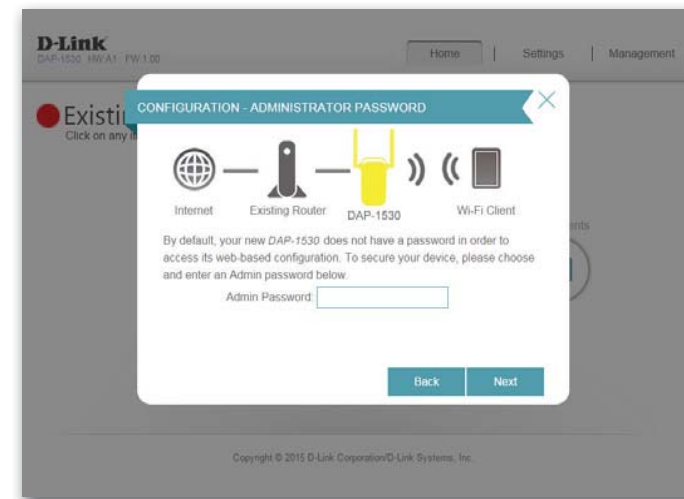 D-Link
DAP-1530 HW:A1 FW:1.00
Home | Settings | Management
Existi
Click on any i
CONFIGURATION - ADMINISTRATOR PASSWORD
Internet Existing Router DAP-1530 Wi-Fi Client
By default, your new DAP-1530 does not have a password in order to
access its web-based configuration. To secure your device, please choose
and enter an Admin password below.
Admin Password:
Back Next
Copyright © 2015 D-Link Corporation/D-Link Systems, Inc.